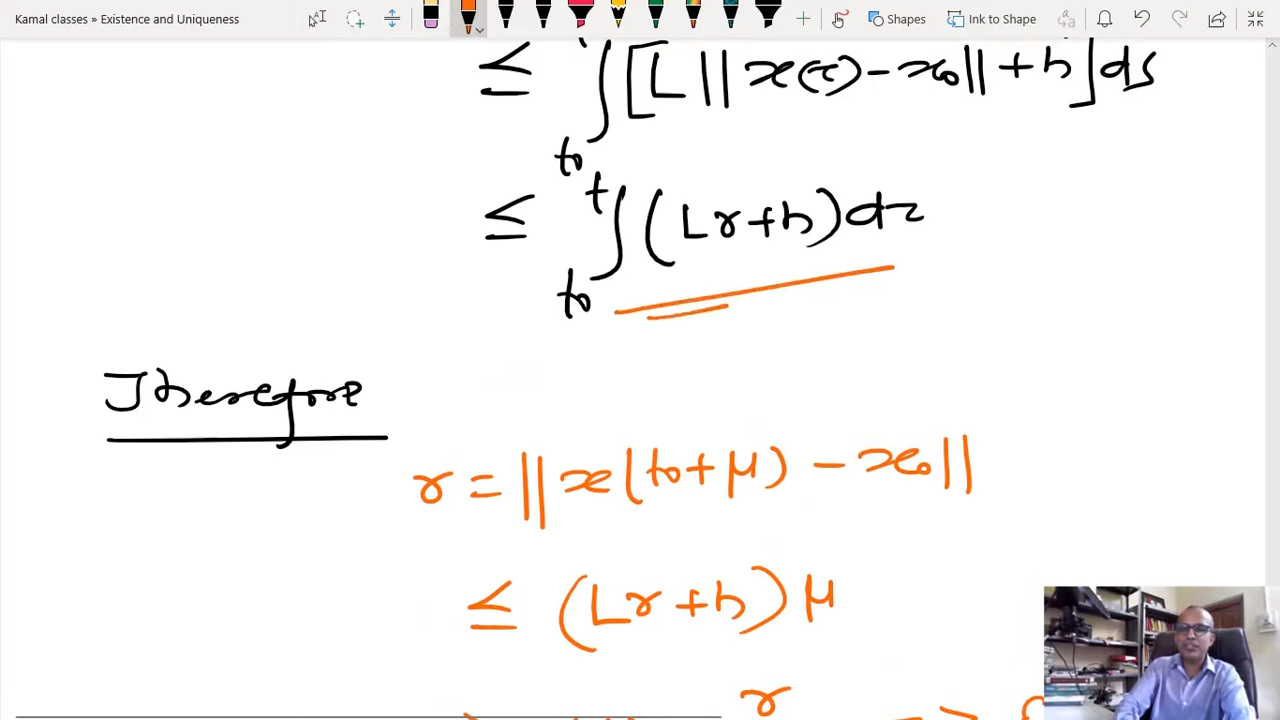 Kamal classes » Existence and Uniqueness
Shapes
Ink to Shape
≤ ∫ [L ||x(τ) - x₀|| + h] ds
t₀
t
≤ ∫ (Lr + h) dτ
t₀
Therefore
r = ||x(t₀ + μ) - x₀||
≤ (Lr + h) μ
r